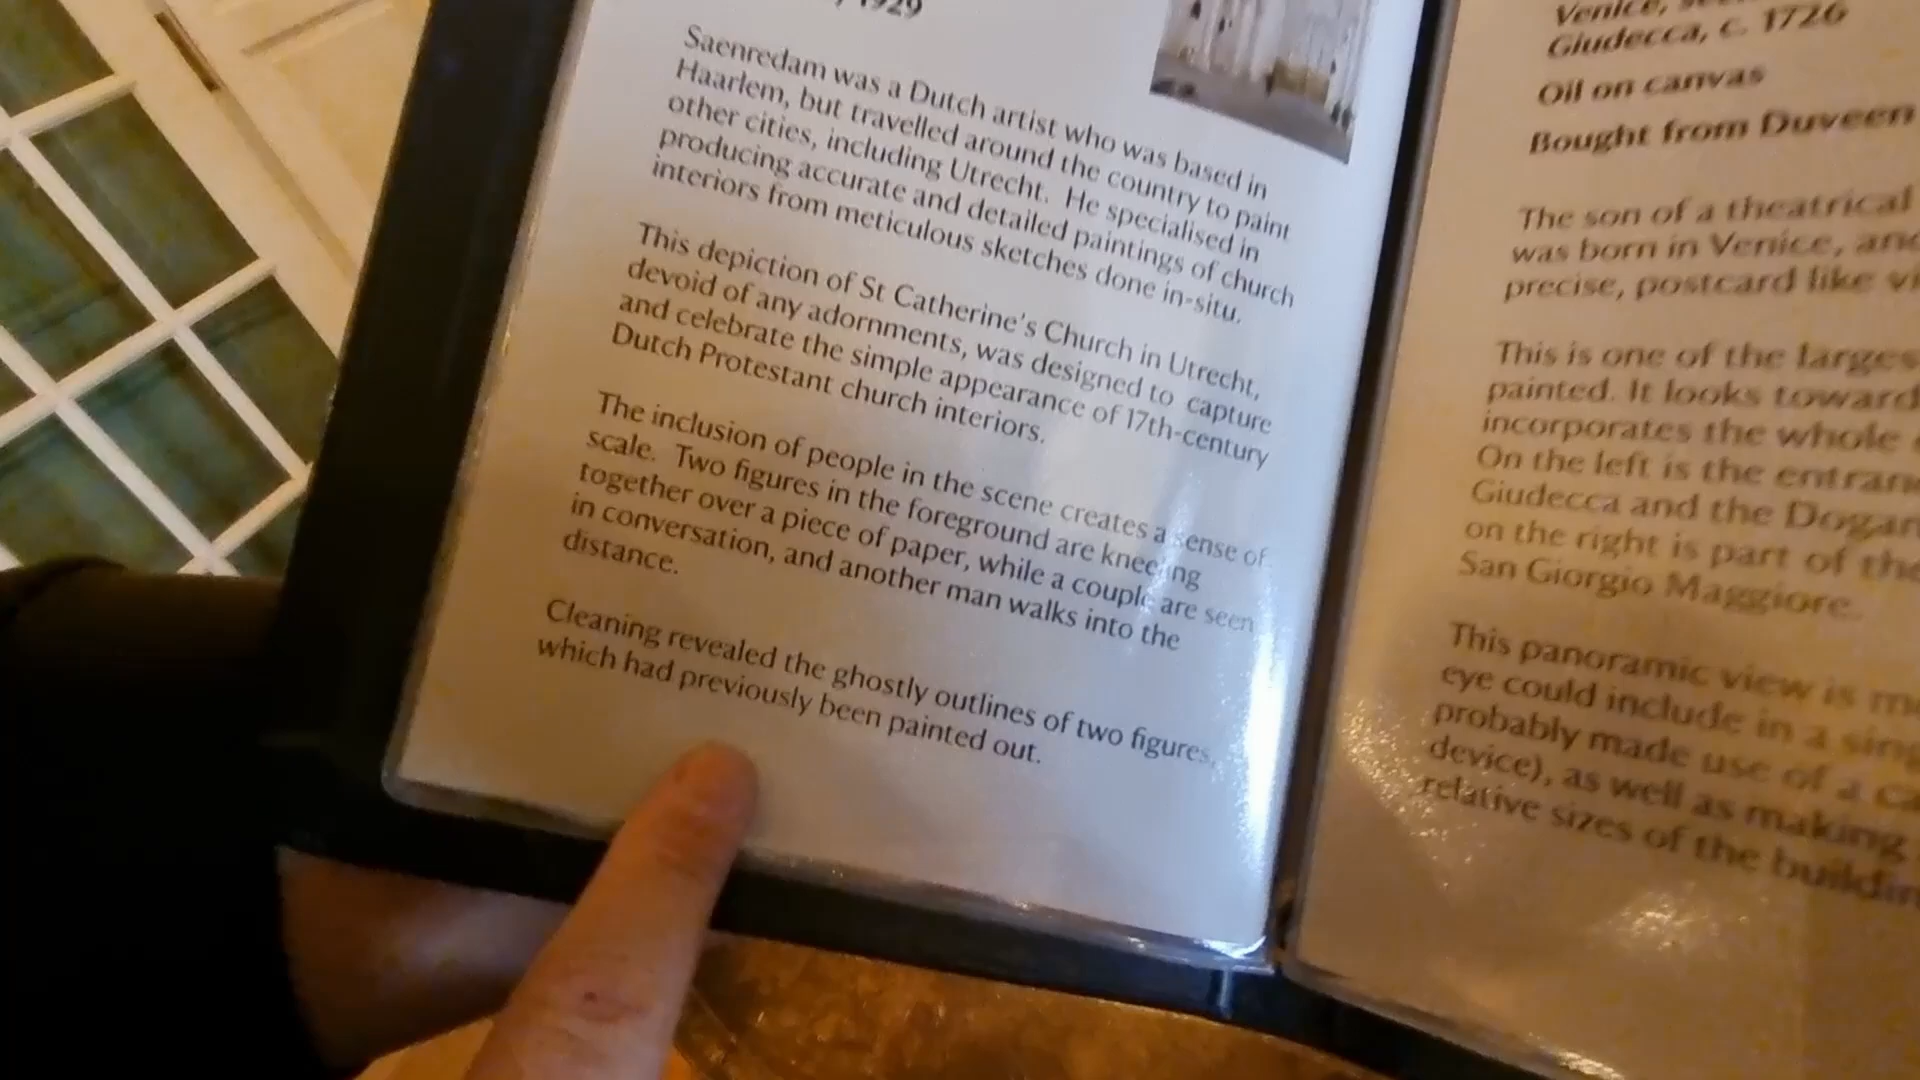 1929
Saenredam was a Dutch artist who was based in
Haarlem, but travelled around the country to paint
other cities, including Utrecht. He specialised in
producing accurate and detailed paintings of church
interiors from meticulous sketches done in-situ.
This depiction of St Catherine's Church in Utrecht,
devoid of any adornments, was designed to capture
and celebrate the simple appearance of 17th-century
Dutch Protestant church interiors.
The inclusion of people in the scene creates a sense of
scale. Two figures in the foreground are kneeling
together over a piece of paper, while a couple are seen
in conversation, and another man walks into the
distance.
Cleaning revealed the ghostly outlines of two figures,
which had previously been painted out.
Venice,
Giudecca, c. 1726
Oil on canvas
Bought from Duveen
The son of a theatrical
was born in Venice, and
precise, postcard like
This is one of the
painted. It looks
incorporates the whole
On the left is the
Giudecca and the
on the right is part of the
San Giorgio Maggiore.
This panoramic view is
eye could include in a
probably made use of a
device), as well as making
relative sizes of the